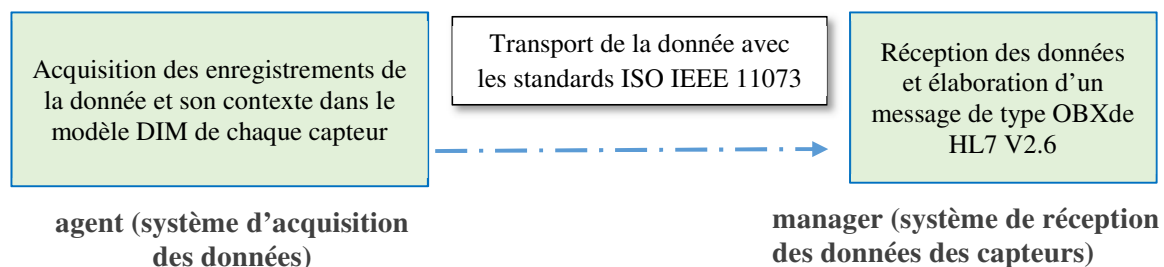 Acquisition des enregistrements de
la donnée et son contexte dans le
modèle DIM de chaque capteur
Transport de la donnée avec
les standards ISO IEEE 11073
Réception des données
et élaboration d’un
message de type OBXde
HL7 V2.6
agent (système d’acquisition
des données)
manager (système de réception
des données des capteurs)